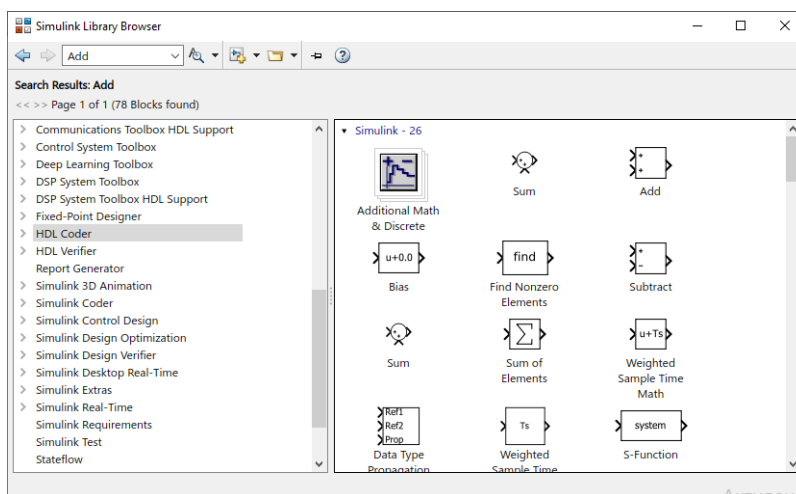 Simulink Library Browser
Add
Search Results: Add
<< >> Page 1 of 1 (78 Blocks found)
Communications Toolbox HDL Support
Control System Toolbox
Deep Learning Toolbox
DSP System Toolbox
DSP System Toolbox HDL Support
Fixed-Point Designer
HDL Coder
HDL Verifier
Report Generator
Simulink 3D Animation
Simulink Coder
Simulink Control Design
Simulink Design Optimization
Simulink Design Verifier
Simulink Desktop Real-Time
Simulink Extras
Simulink Real-Time
Simulink Requirements
Simulink Test
Stateflow
Simulink - 26
Additional Math
& Discrete
Sum
Add
u+0.0
Bias
find
Find Nonzero
Elements
Subtract
Sum
Σ
Sum of
Elements
u+Ts
Weighted
Sample Time
Math
Ref1
Ref2
Prop
Data Type
Propagation
Ts
Weighted
Sample Time
system
S-Function